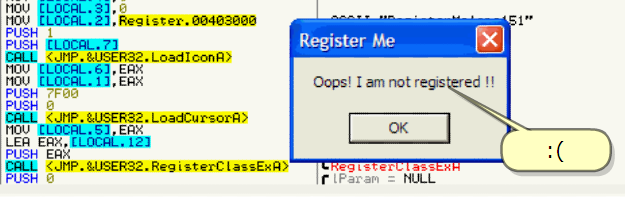 MOV [LOCAL.3],0
MOV [LOCAL.2],Register.00403000
PUSH 1
PUSH [LOCAL.7]
CALL <JMP.&USER32.LoadIconA>
MOV [LOCAL.6],EAX
MOV [LOCAL.1],EAX
PUSH 7F00
PUSH 0
CALL <JMP.&USER32.LoadCursorA>
MOV [LOCAL.5],EAX
LEA EAX,[LOCAL.12]
PUSH EAX
CALL <JMP.&USER32.RegisterClassExA>
PUSH 0
Register Me
Oops! I am not registered !!
OK
:(
RegisterClassExA
lParam = NULL